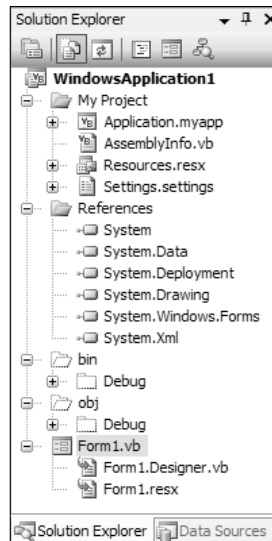 Solution Explorer
WindowsApplication1
My Project
Application.myapp
AssemblyInfo.vb
Resources.resx
Settings.settings
References
System
System.Data
System.Deployment
System.Drawing
System.Windows.Forms
System.Xml
bin
Debug
obj
Debug
Form1.vb
Form1.Designer.vb
Form1.resx
Solution Explorer Data Sources